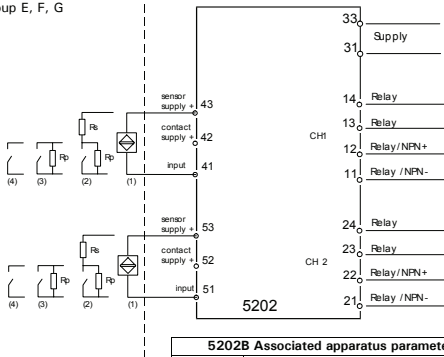 oup E, F, G
33
Supply
31
sensor
supply + 43
contact
supply + 42
input 41
Rs
Rp
Rp
(4) (3) (2) (1)
14 Relay
13 Relay
CH1
12 Relay/NPN+
11 Relay/NPN-
sensor
supply + 53
contact
supply + 52
input 51
Rs
Rp
Rp
(4) (3) (2) (1)
24 Relay
23 Relay
CH 2
22 Relay/NPN+
21 Relay /NPN-
5202
5202B Associated apparatus paramete